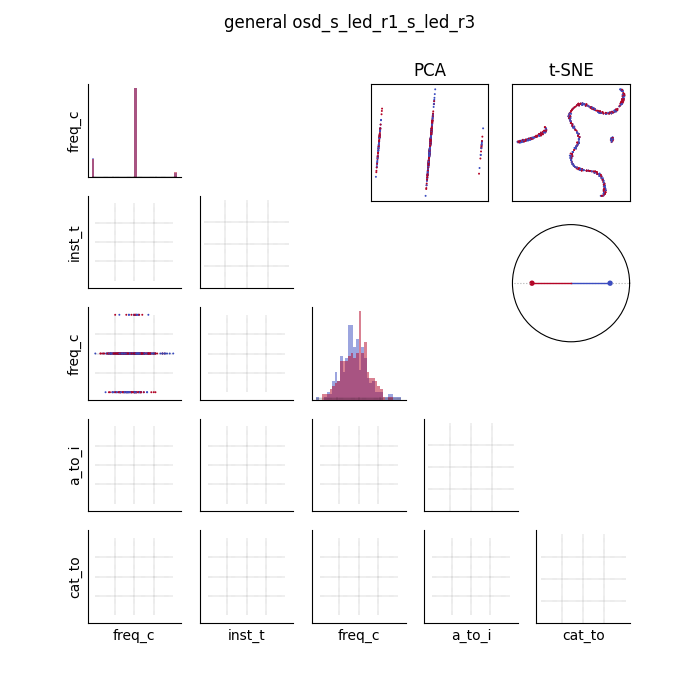 general osd_s_led_r1_s_led_r3
PCA
t-SNE
freq_c
inst_t
freq_c
a_to_i
cat_to
freq_c
inst_t
freq_c
a_to_i
cat_to